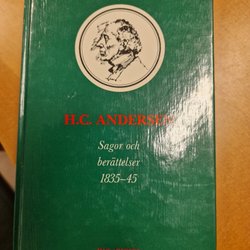 H.C. ANDERSEN
Sagor och
berättelser
1835–45